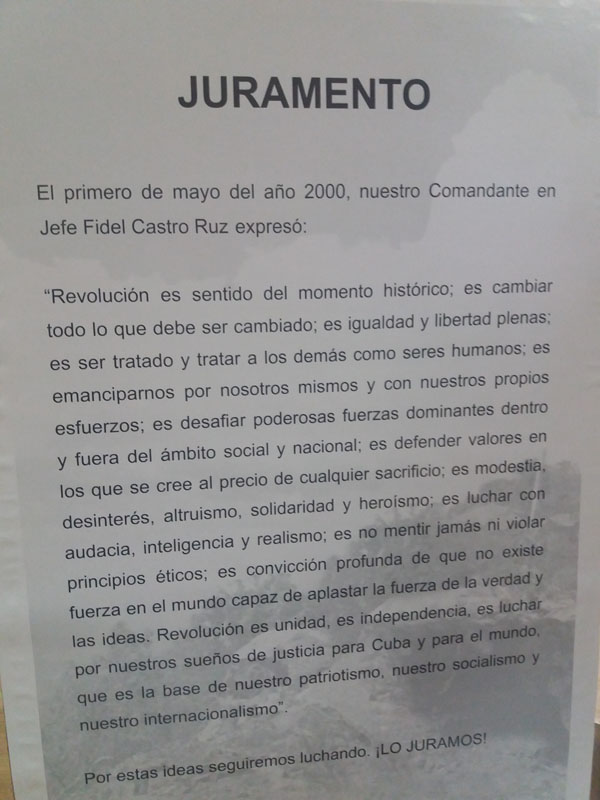 JURAMENTO
El primero de mayo del año 2000, nuestro Comandante en
Jefe Fidel Castro Ruz expresó:
“Revolución es sentido del momento histórico; es cambiar
todo lo que debe ser cambiado; es igualdad y libertad plenas;
es ser tratado y tratar a los demás como seres humanos; es
emanciparnos por nosotros mismos y con nuestros propios
esfuerzos; es desafiar poderosas fuerzas dominantes dentro
y fuera del ámbito social y nacional; es defender valores en
los que se cree al precio de cualquier sacrificio; es modestia,
desinterés, altruismo, solidaridad y heroísmo; es luchar con
audacia, inteligencia y realismo; es no mentir jamás ni violar
principios éticos; es convicción profunda de que no existe
fuerza en el mundo capaz de aplastar la fuerza de la verdad y
las ideas. Revolución es unidad, es independencia, es luchar
por nuestros sueños de justicia para Cuba y para el mundo,
que es la base de nuestro patriotismo, nuestro socialismo y
nuestro internacionalismo”.
Por estas ideas seguiremos luchando. ¡LO JURAMOS!